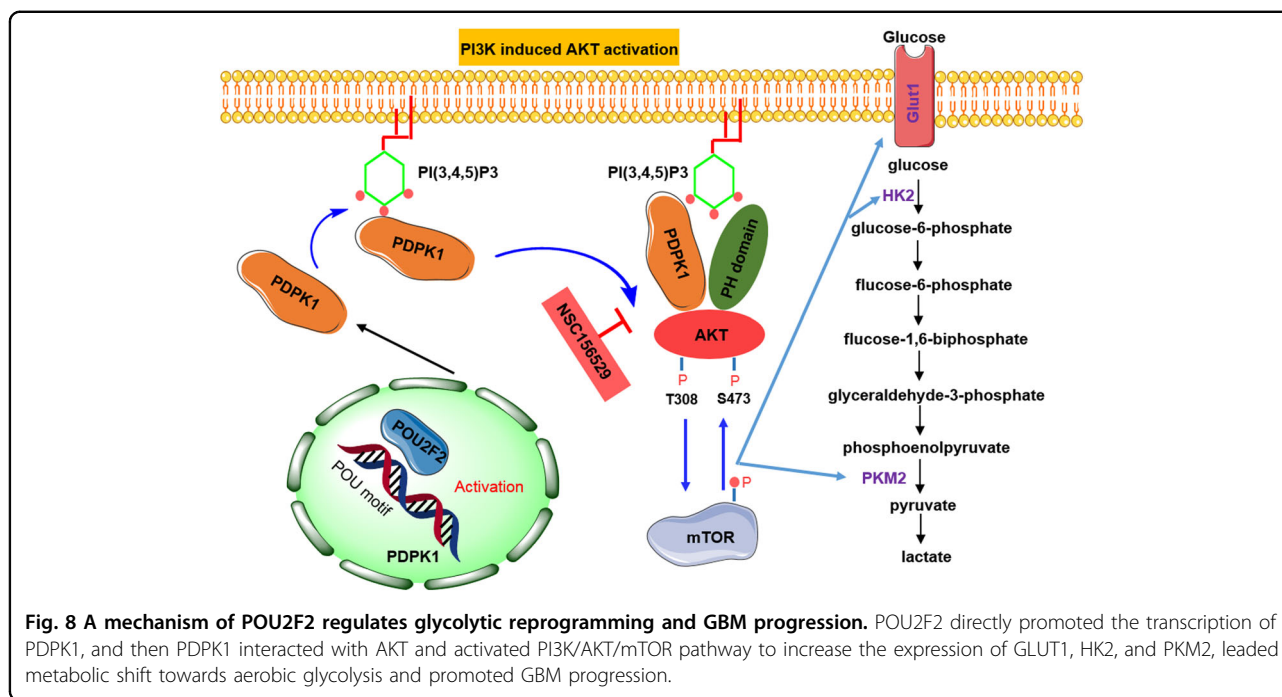 PI3K induced AKT activation
Glucose
Glut1
glucose
HK2
glucose-6-phosphate
flucose-6-phosphate
flucose-1,6-biphosphate
glyceraldehyde-3-phosphate
phosphoenolpyruvate
PKM2
pyruvate
lactate
PI(3,4,5)P3
PDPK1
PDPK1
PI(3,4,5)P3
PDPK1
PH domain
NSC156529
AKT
P
P
T308
S473
P
mTOR
POU2F2
POU motif
Activation
PDPK1
Fig. 8 A mechanism of POU2F2 regulates glycolytic reprogramming and GBM progression. POU2F2 directly promoted the transcription of
PDPK1, and then PDPK1 interacted with AKT and activated PI3K/AKT/mTOR pathway to increase the expression of GLUT1, HK2, and PKM2, leaded
metabolic shift towards aerobic glycolysis and promoted GBM progression.